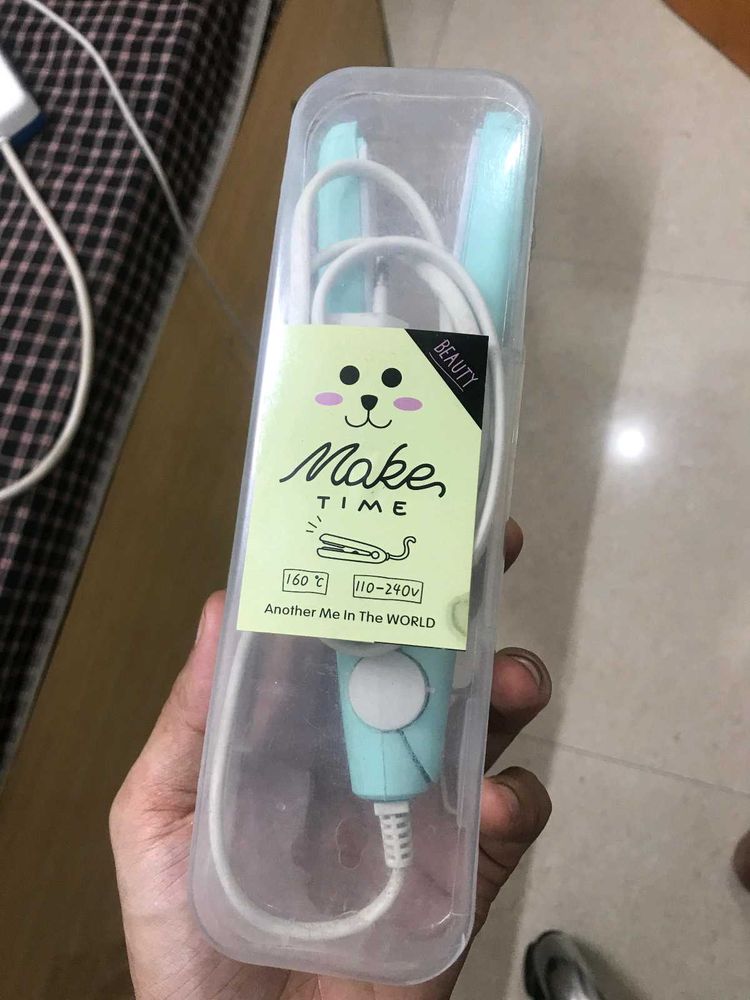 BEAUTY
Make
TIME
160 °C
110-240V
Another Me In The WORLD